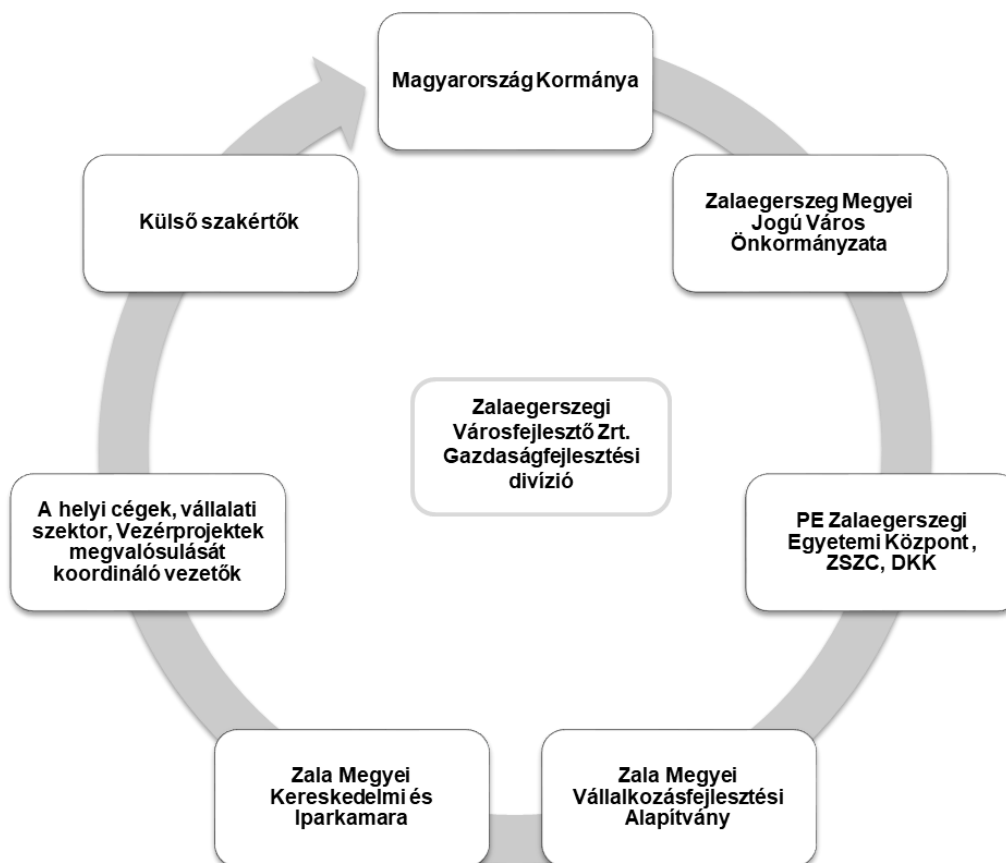 Magyarország Kormánya
Zalaegerszeg Megyei
Jogú Város
Önkormányzata
PE Zalaegerszegi
Egyetemi Központ ,
ZSZC, DKK
Zala Megyei
Vállalkozásfejlesztési
Alapítvány
Zala Megyei
Kereskedelmi és
Iparkamara
A helyi cégek, vállalati
szektor, Vezérprojektek
megvalósulását
koordináló vezetők
Külső szakértők
Zalaegerszegi
Városfejlesztő Zrt.
Gazdaságfejlesztési
divízió